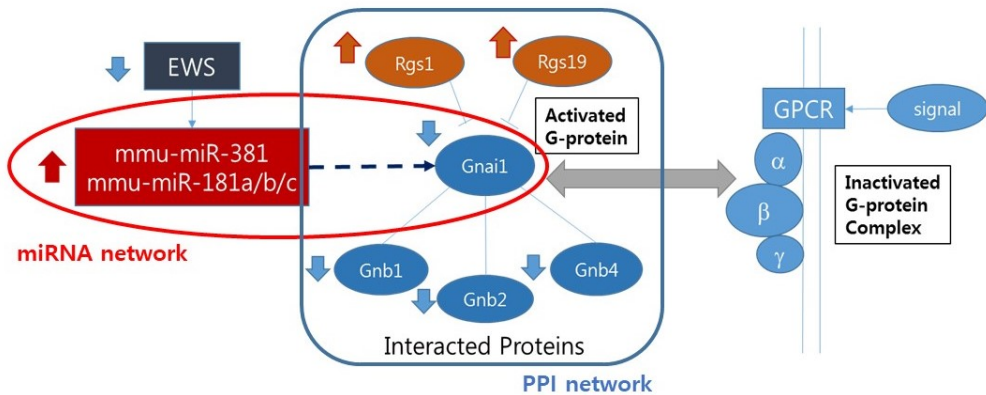 EWS
mmu-miR-381
mmu-miR-181a/b/c
miRNA network
Rgs1
Rgs19
Activated
G-protein
Gnai1
Gnb1
Gnb2
Gnb4
Interacted Proteins
PPI network
GPCR
signal
α
β
γ
Inactivated
G-protein
Complex